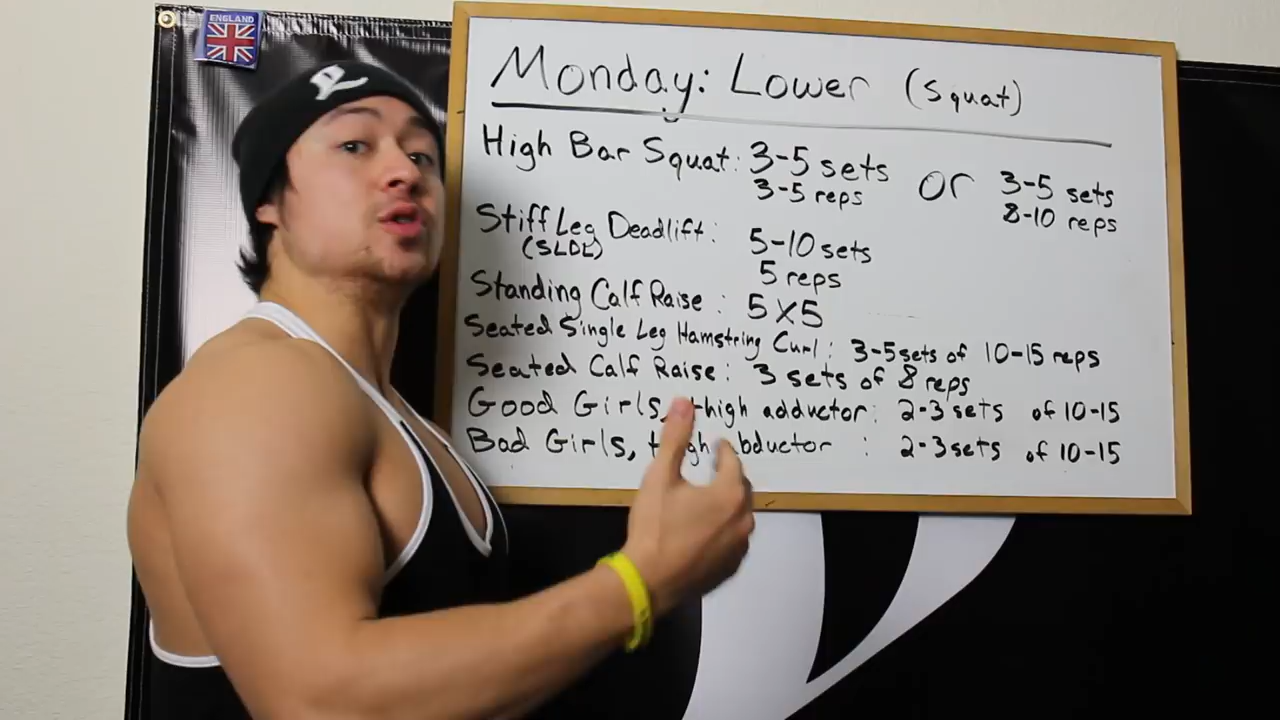 ENGLAND
Monday: Lower (Squat)
High Bar Squat: 3-5 sets or 3-5 sets
3-5 reps 8-10 reps
Stiff Leg Deadlift: 5-10 sets
(SLDL) 5 reps
Standing Calf Raise: 5X5
Seated Single Leg Hamstring Curl: 3-5 sets of 10-15 reps
Seated Calf Raise: 3 sets of 8 reps
Good Girls, thigh adductor: 2-3 sets of 10-15
Bad Girls, thigh abductor : 2-3 sets of 10-15